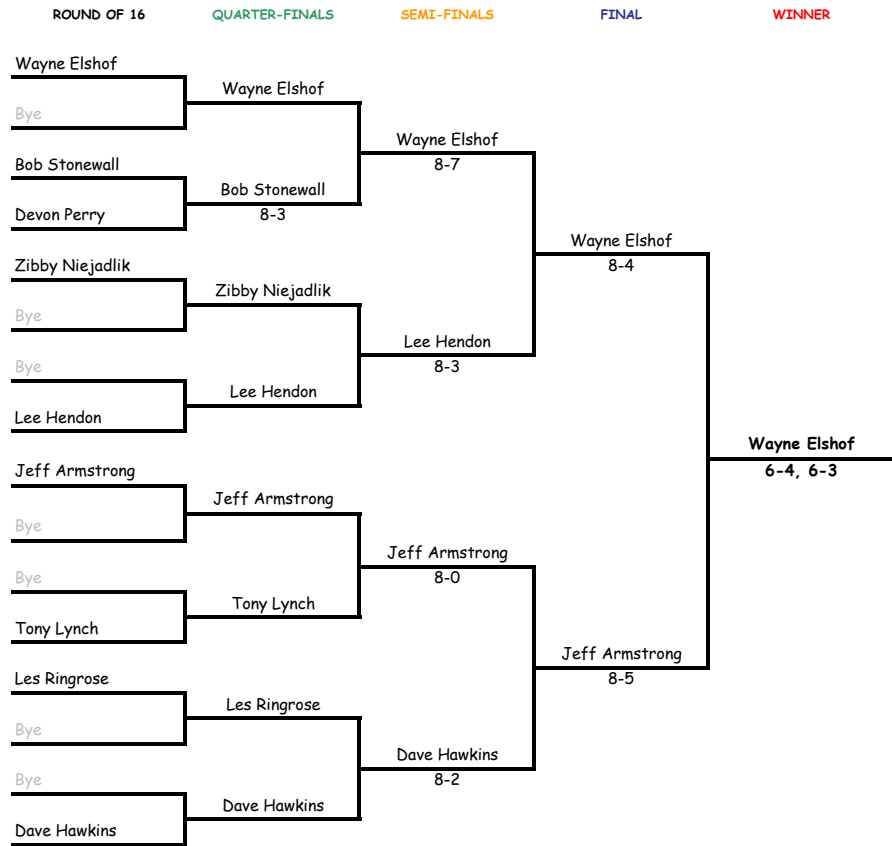 ROUND OF 16 QUARTER-FINALS SEMI-FINALS FINAL WINNER
Wayne Elshof
Wayne Elshof
Bye
Wayne Elshof
8-7
Bob Stonewall
Bob Stonewall
8-3
Devon Perry
Wayne Elshof
8-4
Zibby Niejadlik
Zibby Niejadlik
Bye
Lee Hendon
8-3
Bye
Lee Hendon
Lee Hendon
Wayne Elshof
6-4, 6-3
Jeff Armstrong
Jeff Armstrong
Bye
Jeff Armstrong
8-0
Bye
Tony Lynch
Tony Lynch
Jeff Armstrong
8-5
Les Ringrose
Les Ringrose
Bye
Dave Hawkins
8-2
Bye
Dave Hawkins
Dave Hawkins